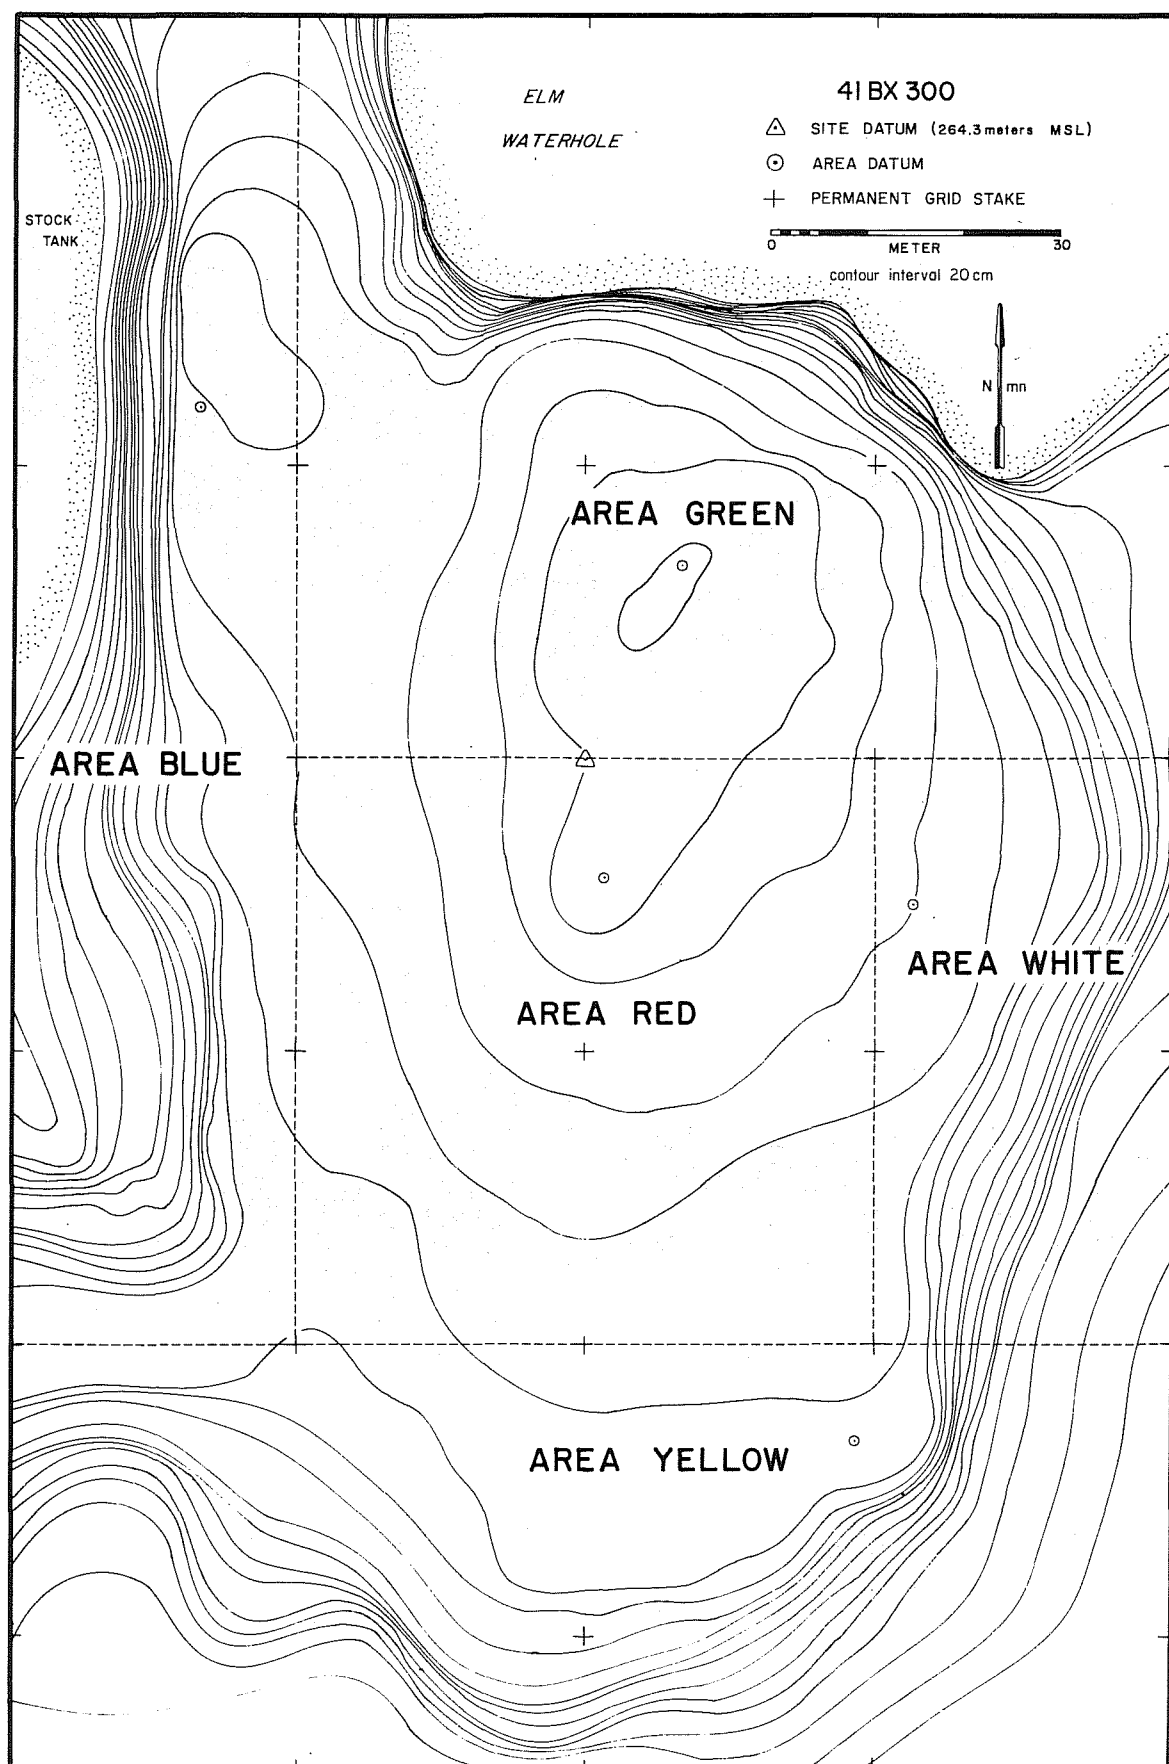 ELM
WATERHOLE
41 BX 300
SITE DATUM (264.3 meters MSL)
AREA DATUM
PERMANENT GRID STAKE
0 30
METER
contour interval 20 cm
STOCK
TANK
N mn
AREA GREEN
AREA BLUE
AREA WHITE
AREA RED
AREA YELLOW